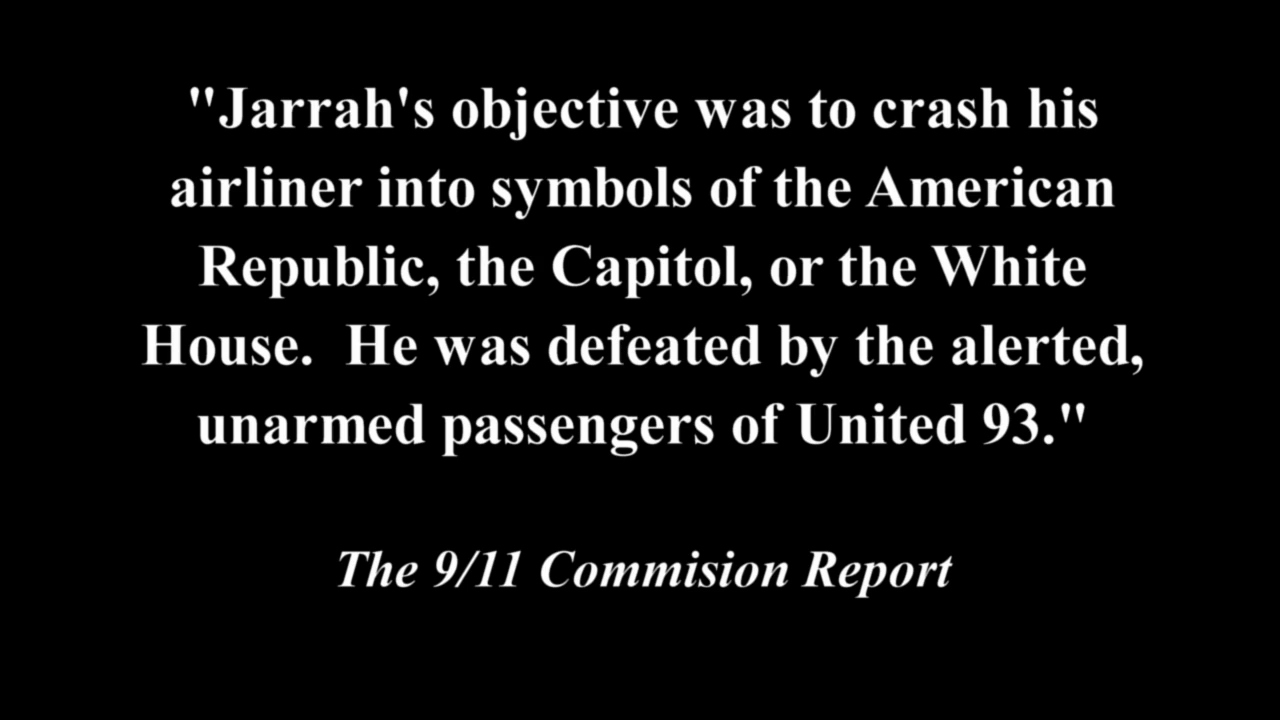 "Jarrah's objective was to crash his
airliner into symbols of the American
Republic, the Capitol, or the White
House.  He was defeated by the alerted,
unarmed passengers of United 93."
The 9/11 Commision Report